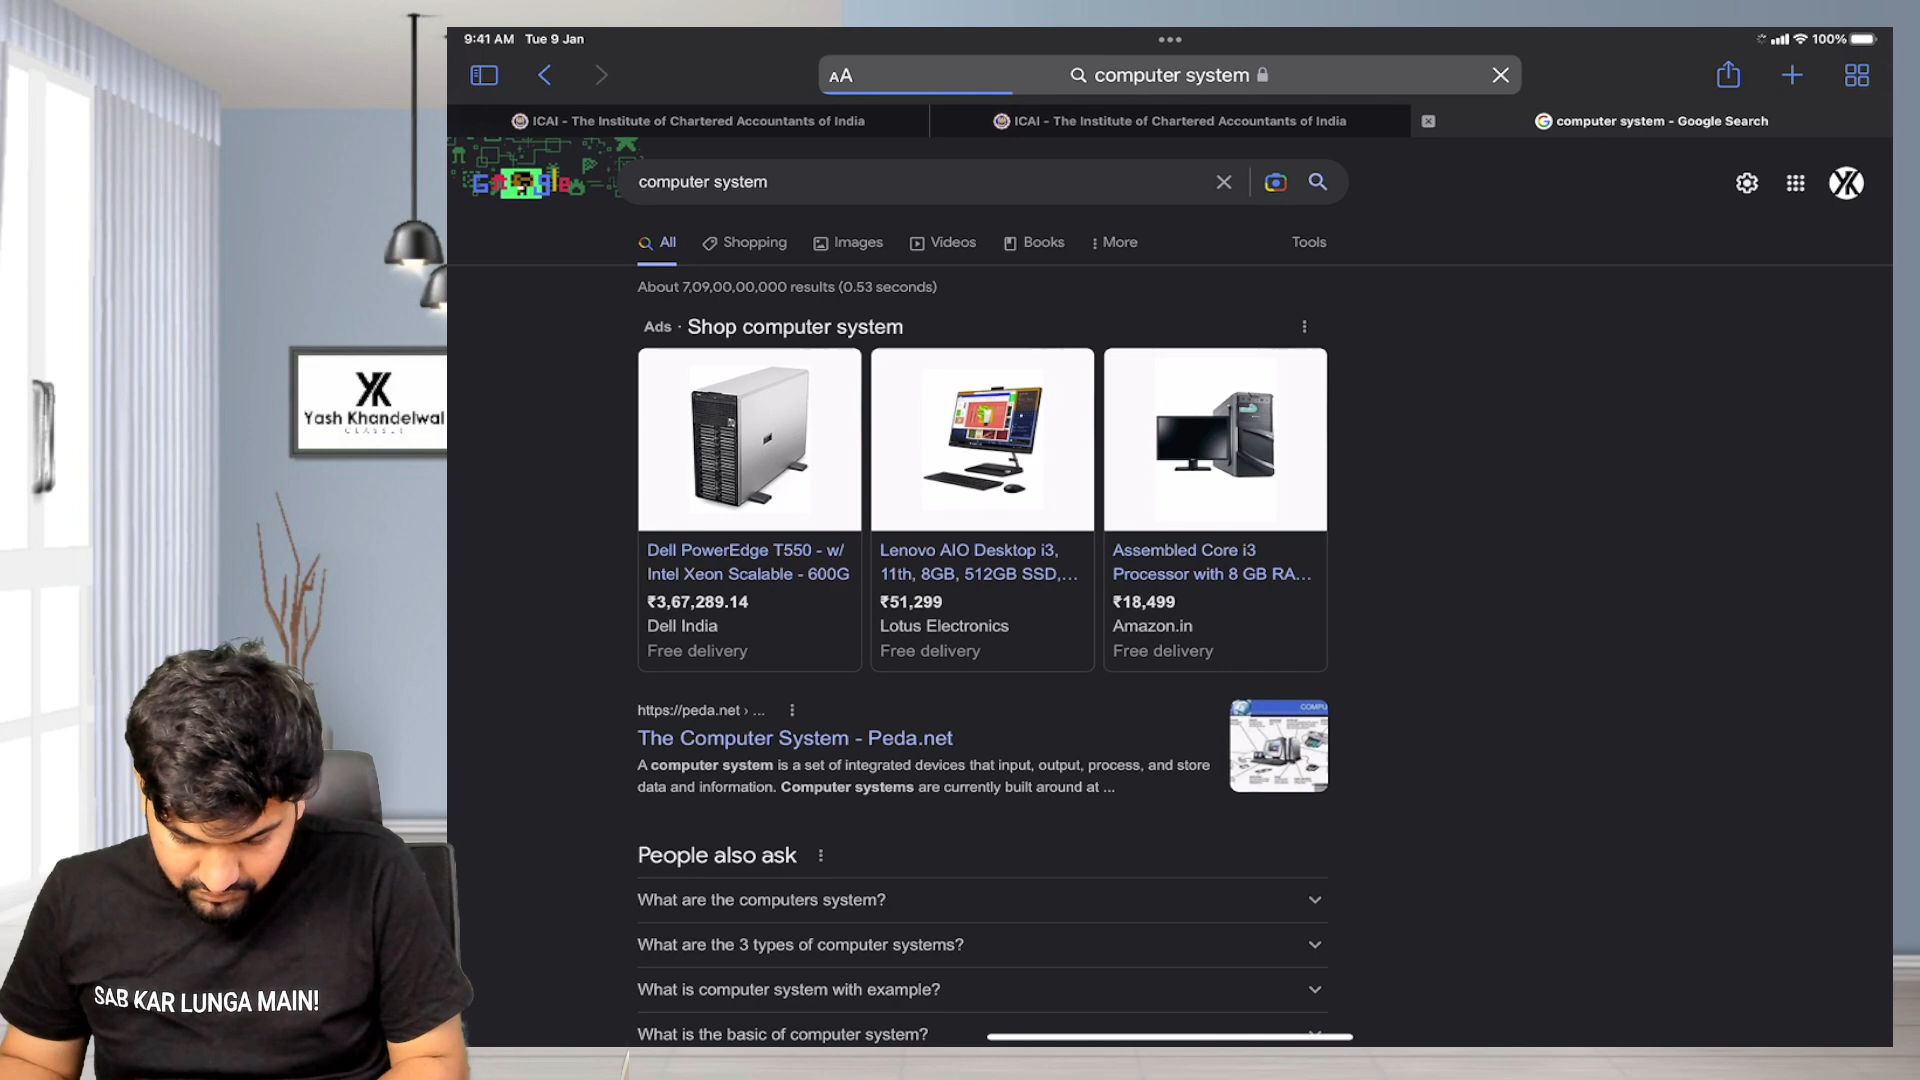 9:41 AM Tue 9 Jan
100%
AA
computer system
ICAI - The Institute of Chartered Accountants of India
ICAI - The Institute of Chartered Accountants of India
computer system - Google Search
Google
computer system
YK
All
Shopping
Images
Videos
Books
More
Tools
About 7,09,00,00,000 results (0.53 seconds)
Ads · Shop computer system
Dell PowerEdge T550 - w/
Intel Xeon Scalable - 600G
₹3,67,289.14
Dell India
Free delivery
Lenovo AIO Desktop i3,
11th, 8GB, 512GB SSD,...
₹51,299
Lotus Electronics
Free delivery
Assembled Core i3
Processor with 8 GB RA...
₹18,499
Amazon.in
Free delivery
https://peda.net › ...
The Computer System - Peda.net
A computer system is a set of integrated devices that input, output, process, and store
data and information. Computer systems are currently built around at ...
COMPU
People also ask
What are the computers system?
What are the 3 types of computer systems?
What is computer system with example?
What is the basic of computer system?
YK
Yash Khandelwal
CLASSES
SAB KAR LUNGA MAIN!